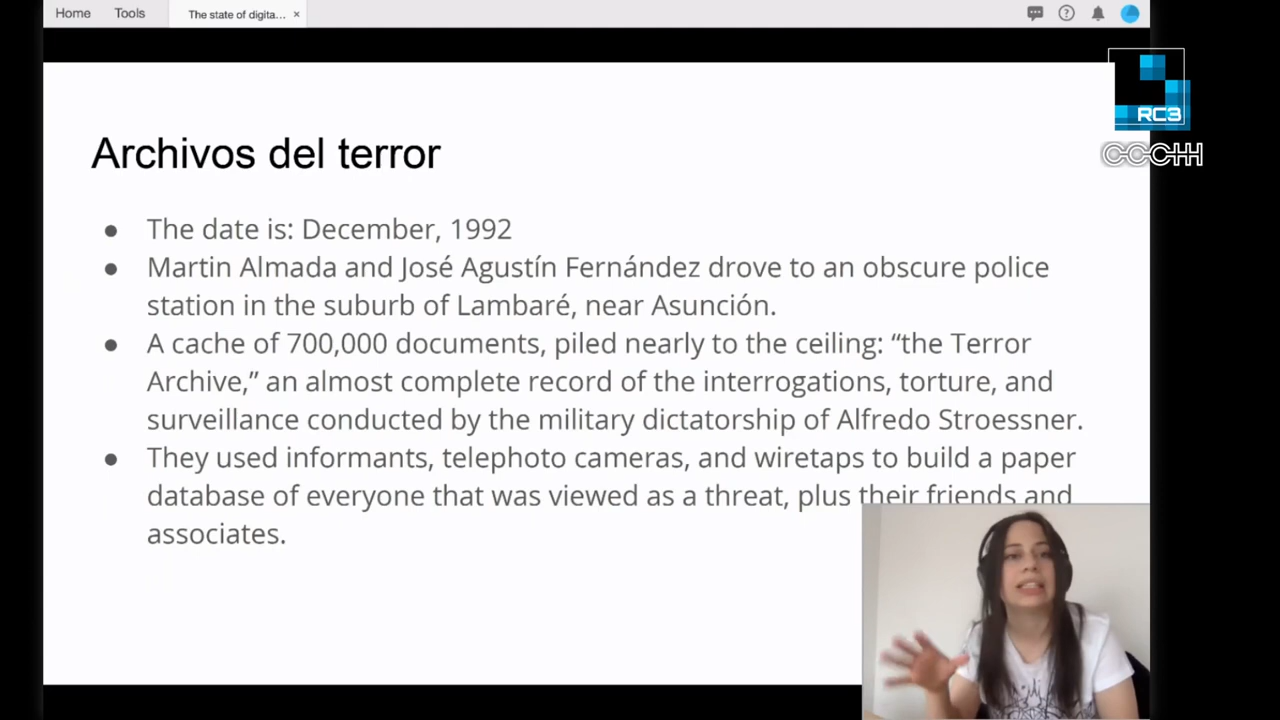 Home Tools The state of digita... ×
RC3
CCCHH
Archivos del terror
● The date is: December, 1992
● Martin Almada and José Agustín Fernández drove to an obscure police
station in the suburb of Lambaré, near Asunción.
● A cache of 700,000 documents, piled nearly to the ceiling: “the Terror
Archive,” an almost complete record of the interrogations, torture, and
surveillance conducted by the military dictatorship of Alfredo Stroessner.
● They used informants, telephoto cameras, and wiretaps to build a paper
database of everyone that was viewed as a threat, plus their friends and
associates.